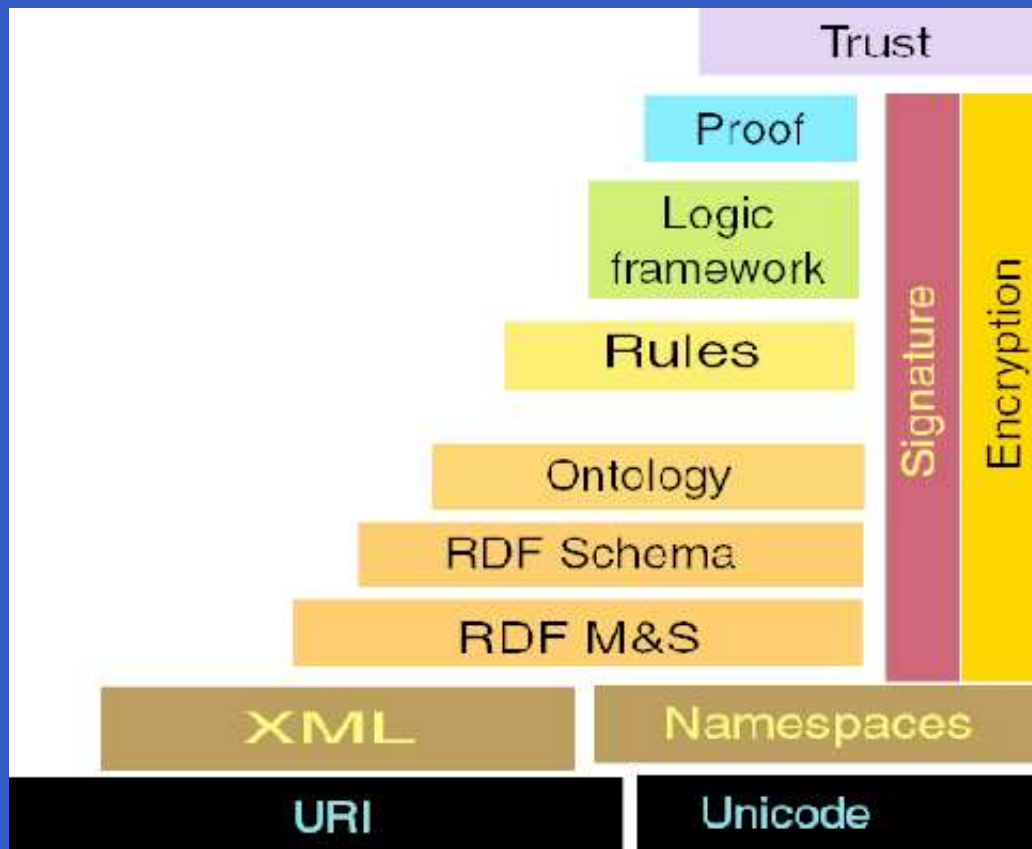 Trust
Proof
Logic
framework
Rules
Signature
Encryption
Ontology
RDF Schema
RDF M&S
XML
Namespaces
URI
Unicode